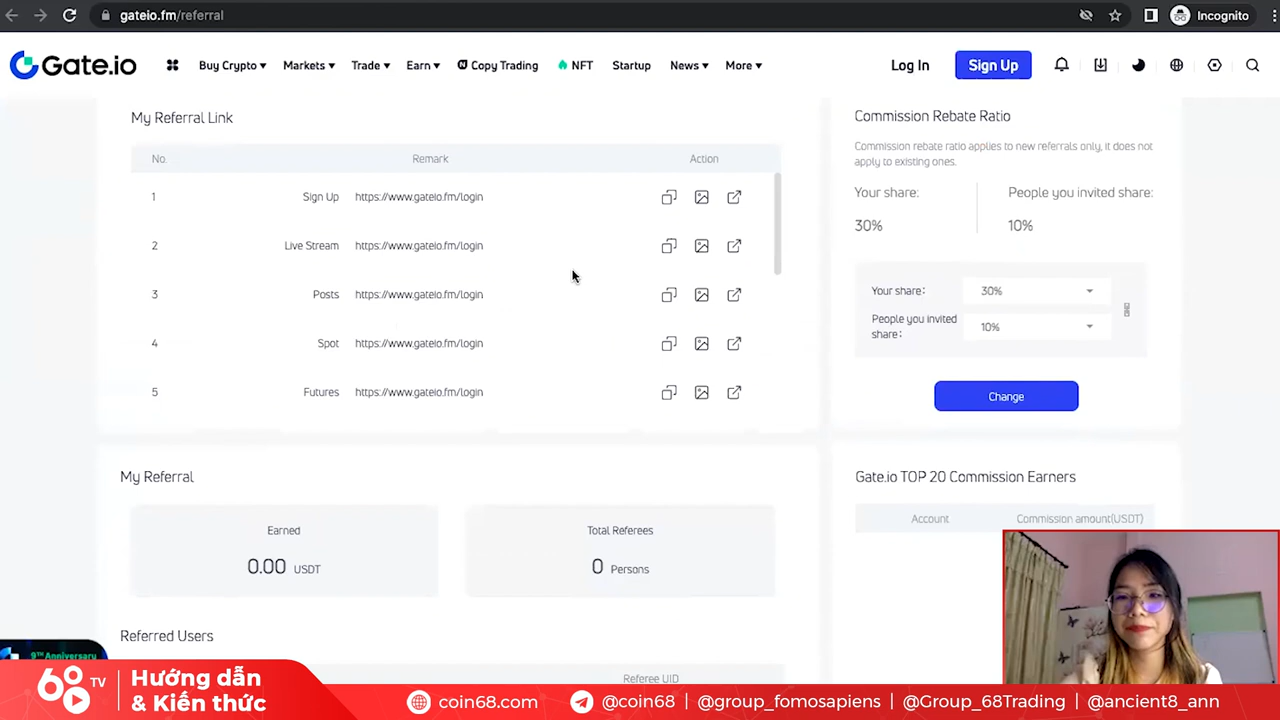 gateio.fm/referral
Incognito
Gate.io
Buy Crypto
Markets
Trade
Earn
Copy Trading
NFT
Startup
News
More
Log In
Sign Up
My Referral Link
No.
Remark
Action
1
Sign Up
https://www.gateio.fm/login
2
Live Stream
https://www.gateio.fm/login
3
Posts
https://www.gateio.fm/login
4
Spot
https://www.gateio.fm/login
5
Futures
https://www.gateio.fm/login
Commission Rebate Ratio
Commission rebate ratio applies to new referrals only, it does not
apply to existing ones.
Your share:
People you invited share:
30%
10%
Your share:
30%
People you invited
share:
10%
Change
My Referral
Earned
0.00 USDT
Total Referees
0 Persons
Referred Users
Referee UID
Gate.io TOP 20 Commission Earners
Account
Commission amount(USDT)
9TH Anniversary
68 TV
Hướng dẫn
& Kiến thức
coin68.com
@coin68 | @group_fomosapiens | @Group_68Trading | @ancient8_ann